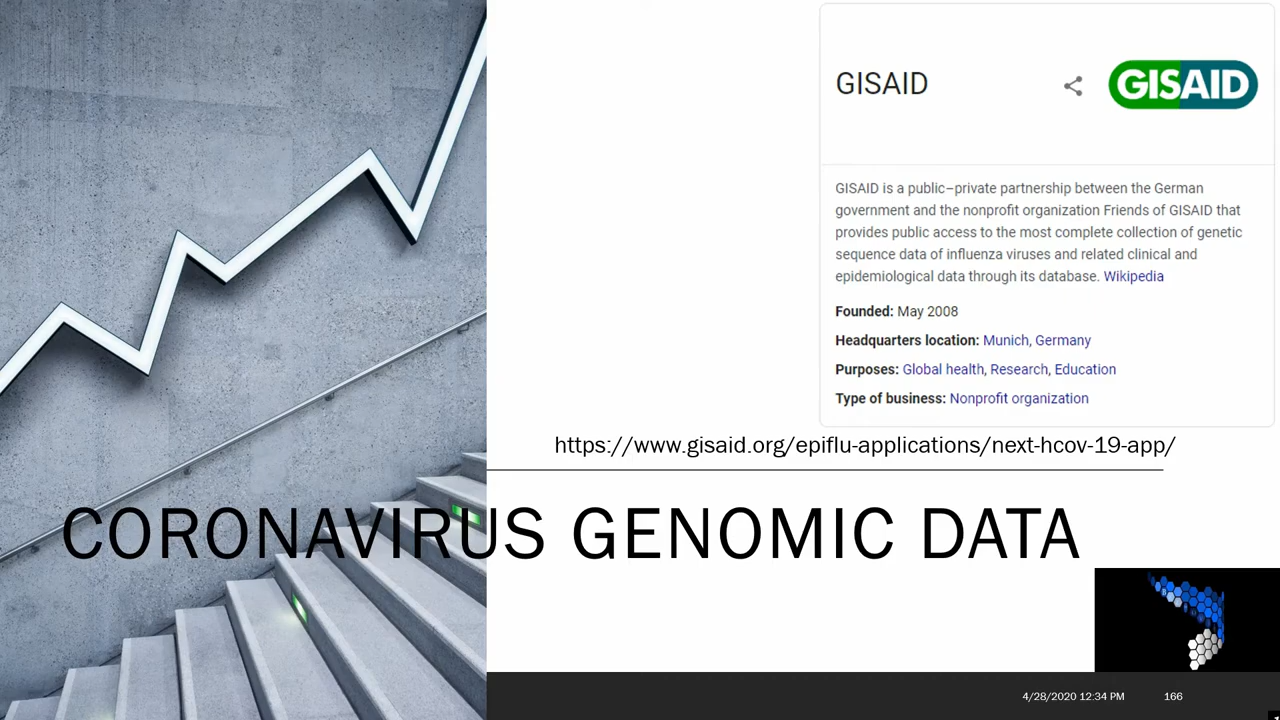 GISAID
GISAID
GISAID is a public–private partnership between the German
government and the nonprofit organization Friends of GISAID that
provides public access to the most complete collection of genetic
sequence data of influenza viruses and related clinical and
epidemiological data through its database. Wikipedia
Founded: May 2008
Headquarters location: Munich, Germany
Purposes: Global health, Research, Education
Type of business: Nonprofit organization
https://www.gisaid.org/epiflu-applications/next-hcov-19-app/
CORONAVIRUS GENOMIC DATA
4/28/2020 12:34 PM 166